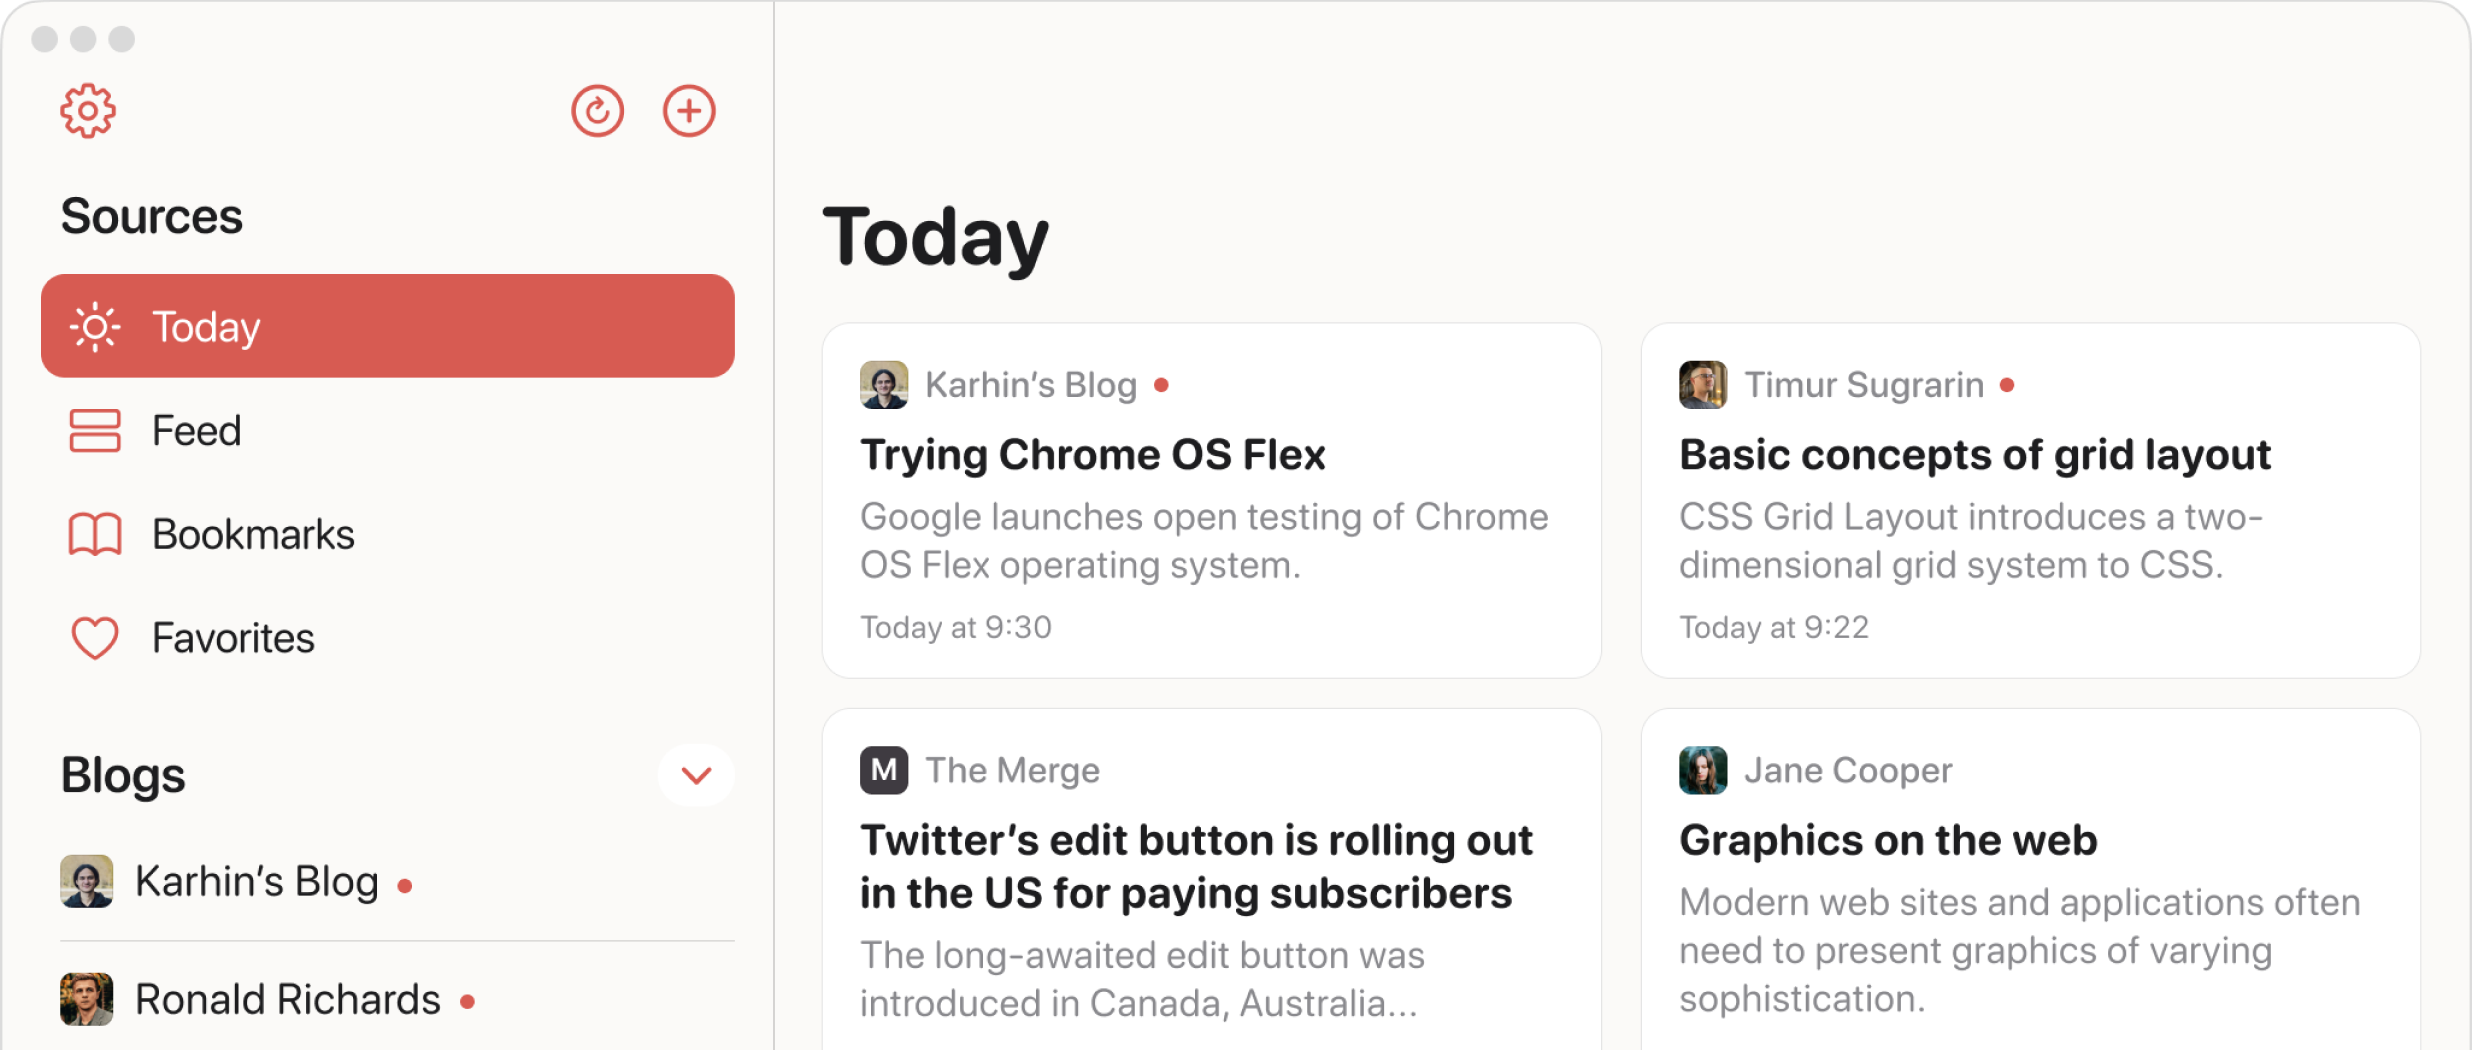 Sources
Today
Feed
Bookmarks
Favorites
Blogs
Karhin’s Blog
Ronald Richards
Today
Karhin’s Blog
Trying Chrome OS Flex
Google launches open testing of Chrome
OS Flex operating system.
Today at 9:30
Timur Sugrarin
Basic concepts of grid layout
CSS Grid Layout introduces a two-
dimensional grid system to CSS.
Today at 9:22
M The Merge
Twitter’s edit button is rolling out
in the US for paying subscribers
The long-awaited edit button was
introduced in Canada, Australia...
Jane Cooper
Graphics on the web
Modern web sites and applications often
need to present graphics of varying
sophistication.